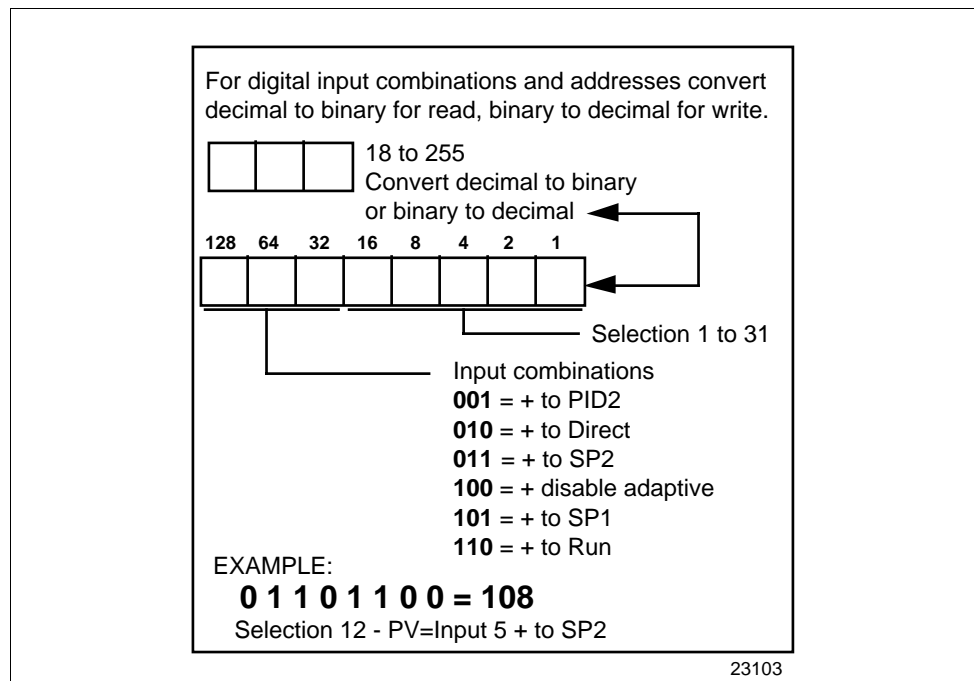 For digital input combinations and addresses convert
decimal to binary for read, binary to decimal for write.
18 to 255
Convert decimal to binary
or binary to decimal
128 64 32 16 8 4 2 1
Selection 1 to 31
Input combinations
001 = + to PID2
010 = + to Direct
011 = + to SP2
100 = + disable adaptive
101 = + to SP1
110 = + to Run
EXAMPLE:
0 1 1 0 1 1 0 0 = 108
Selection 12 - PV=Input 5 + to SP2
23103